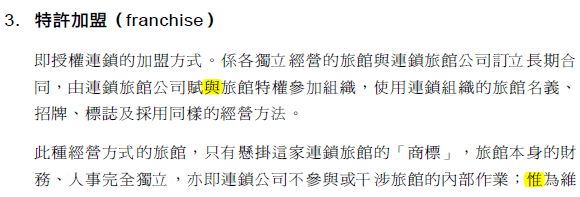 3. 特許加盟（franchise）
即授權連鎖的加盟方式。係各獨立經營的旅館與連鎖旅館公司訂立長期合
同，由連鎖旅館公司賦與旅館特權參加組織，使用連鎖組織的旅館名義、
招牌、標誌及採用同樣的經營方法。
此種經營方式的旅館，只有懸掛這家連鎖旅館的「商標」，旅館本身的財
務、人事完全獨立，亦即連鎖公司不參與或干涉旅館的內部作業；惟為維